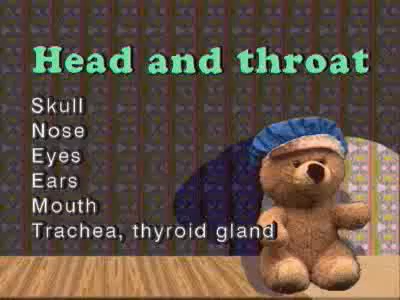 Head and throat
Skull
Nose
Eyes
Ears
Mouth
Trachea, thyroid gland